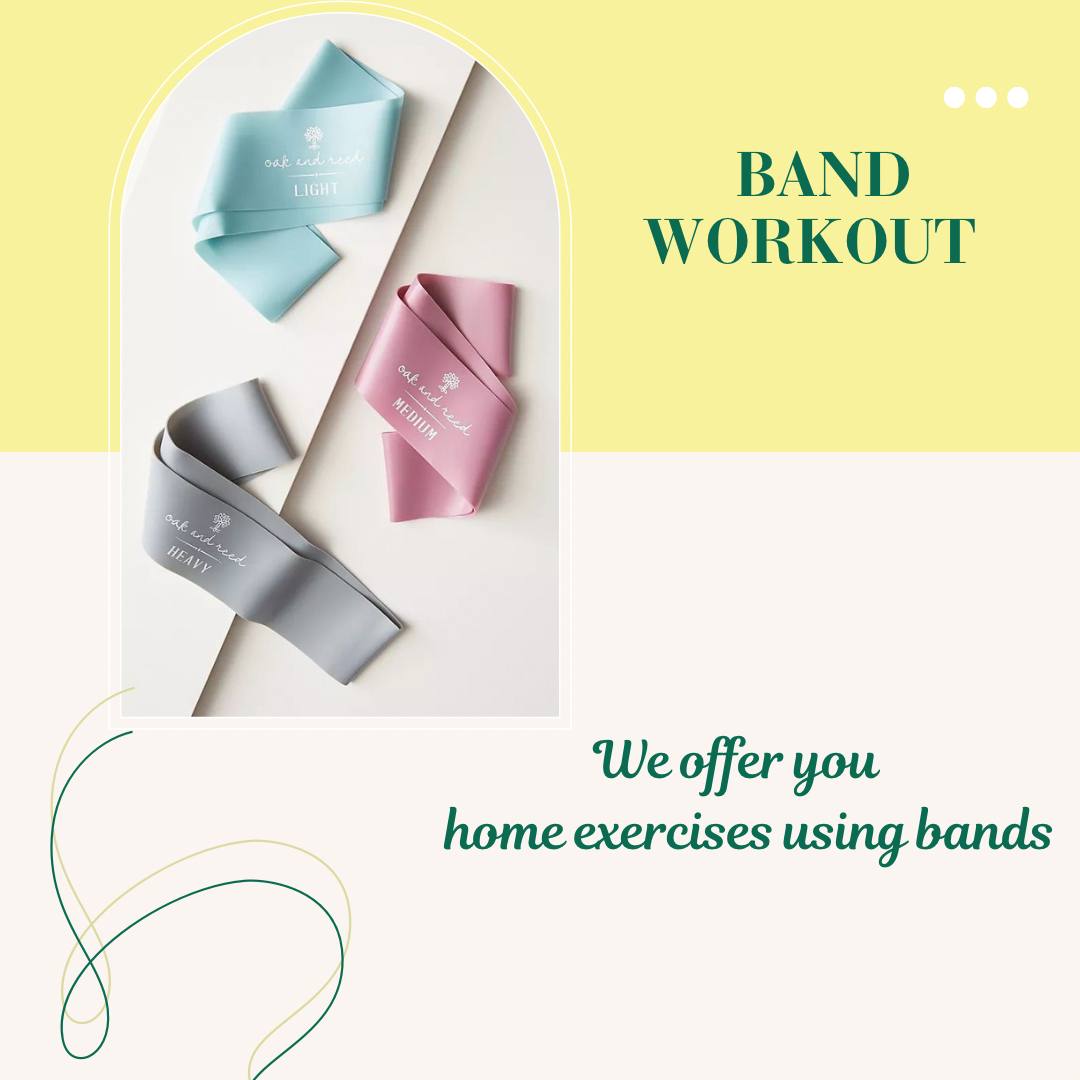 oak and reed
LIGHT
BAND
WORKOUT
oak and reed
MEDIUM
oak and reed
HEAVY
We offer you
home exercises using bands